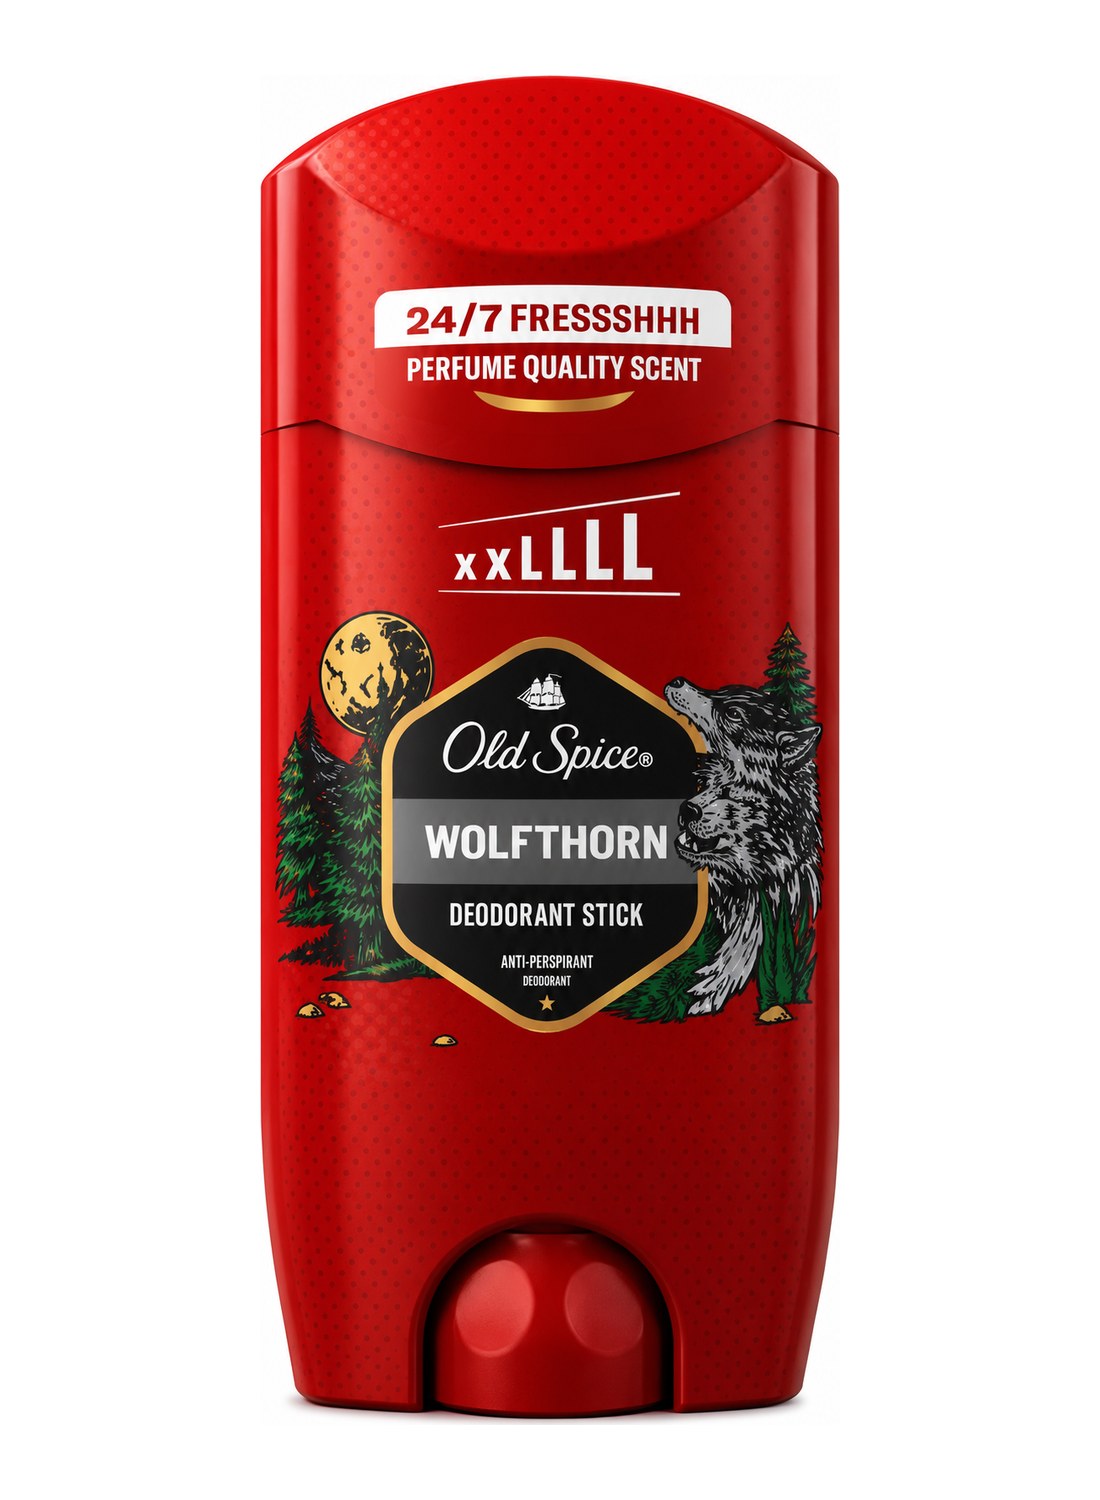 24/7 FRESSSHHH
PERFUME QUALITY SCENT
xxLLLL
Old Spice®
WOLFTHORN
DEODORANT STICK
ANTI-PERSPIRANT
DEODORANT